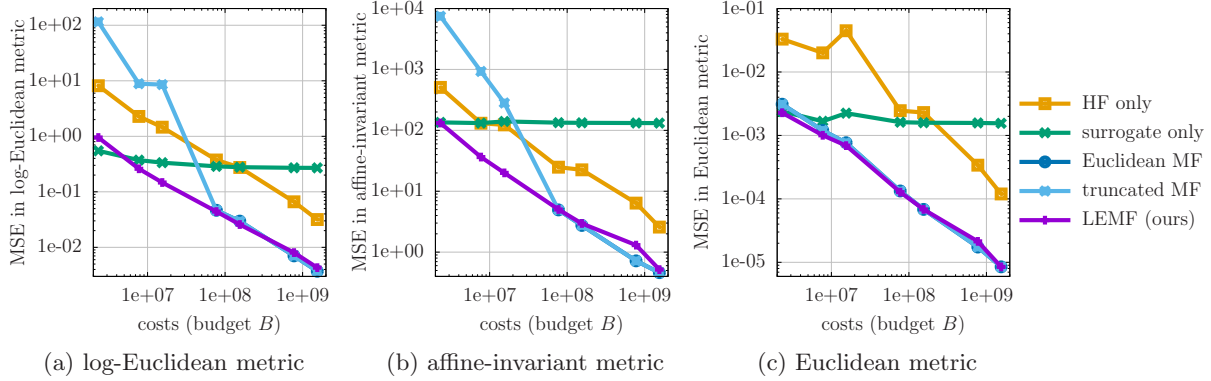 MSE in log-Euclidean metric
1e+02
1e+01
1e+00
1e-01
1e-02
1e+07
1e+08
1e+09
costs (budget B)
(a) log-Euclidean metric
MSE in affine-invariant metric
1e+04
1e+03
1e+02
1e+01
1e+00
1e+07
1e+08
1e+09
costs (budget B)
(b) affine-invariant metric
MSE in Euclidean metric
1e-01
1e-02
1e-03
1e-04
1e-05
1e+07
1e+08
1e+09
costs (budget B)
(c) Euclidean metric
HF only
surrogate only
Euclidean MF
truncated MF
LEMF (ours)